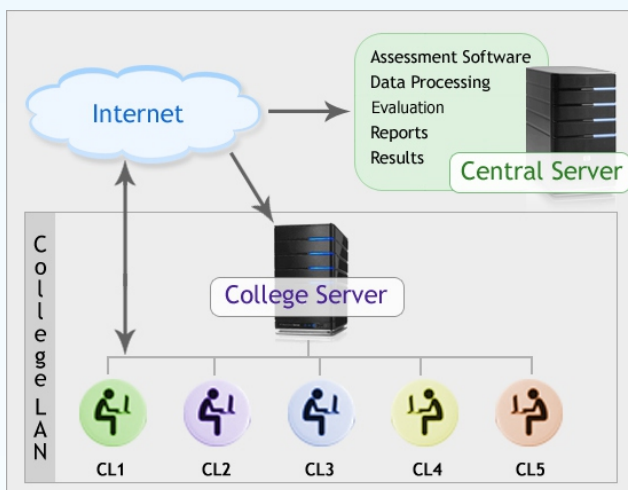 Internet
Assessment Software
Data Processing
Evaluation
Reports
Results
Central Server
College LAN
College Server
CL1
CL2
CL3
CL4
CL5